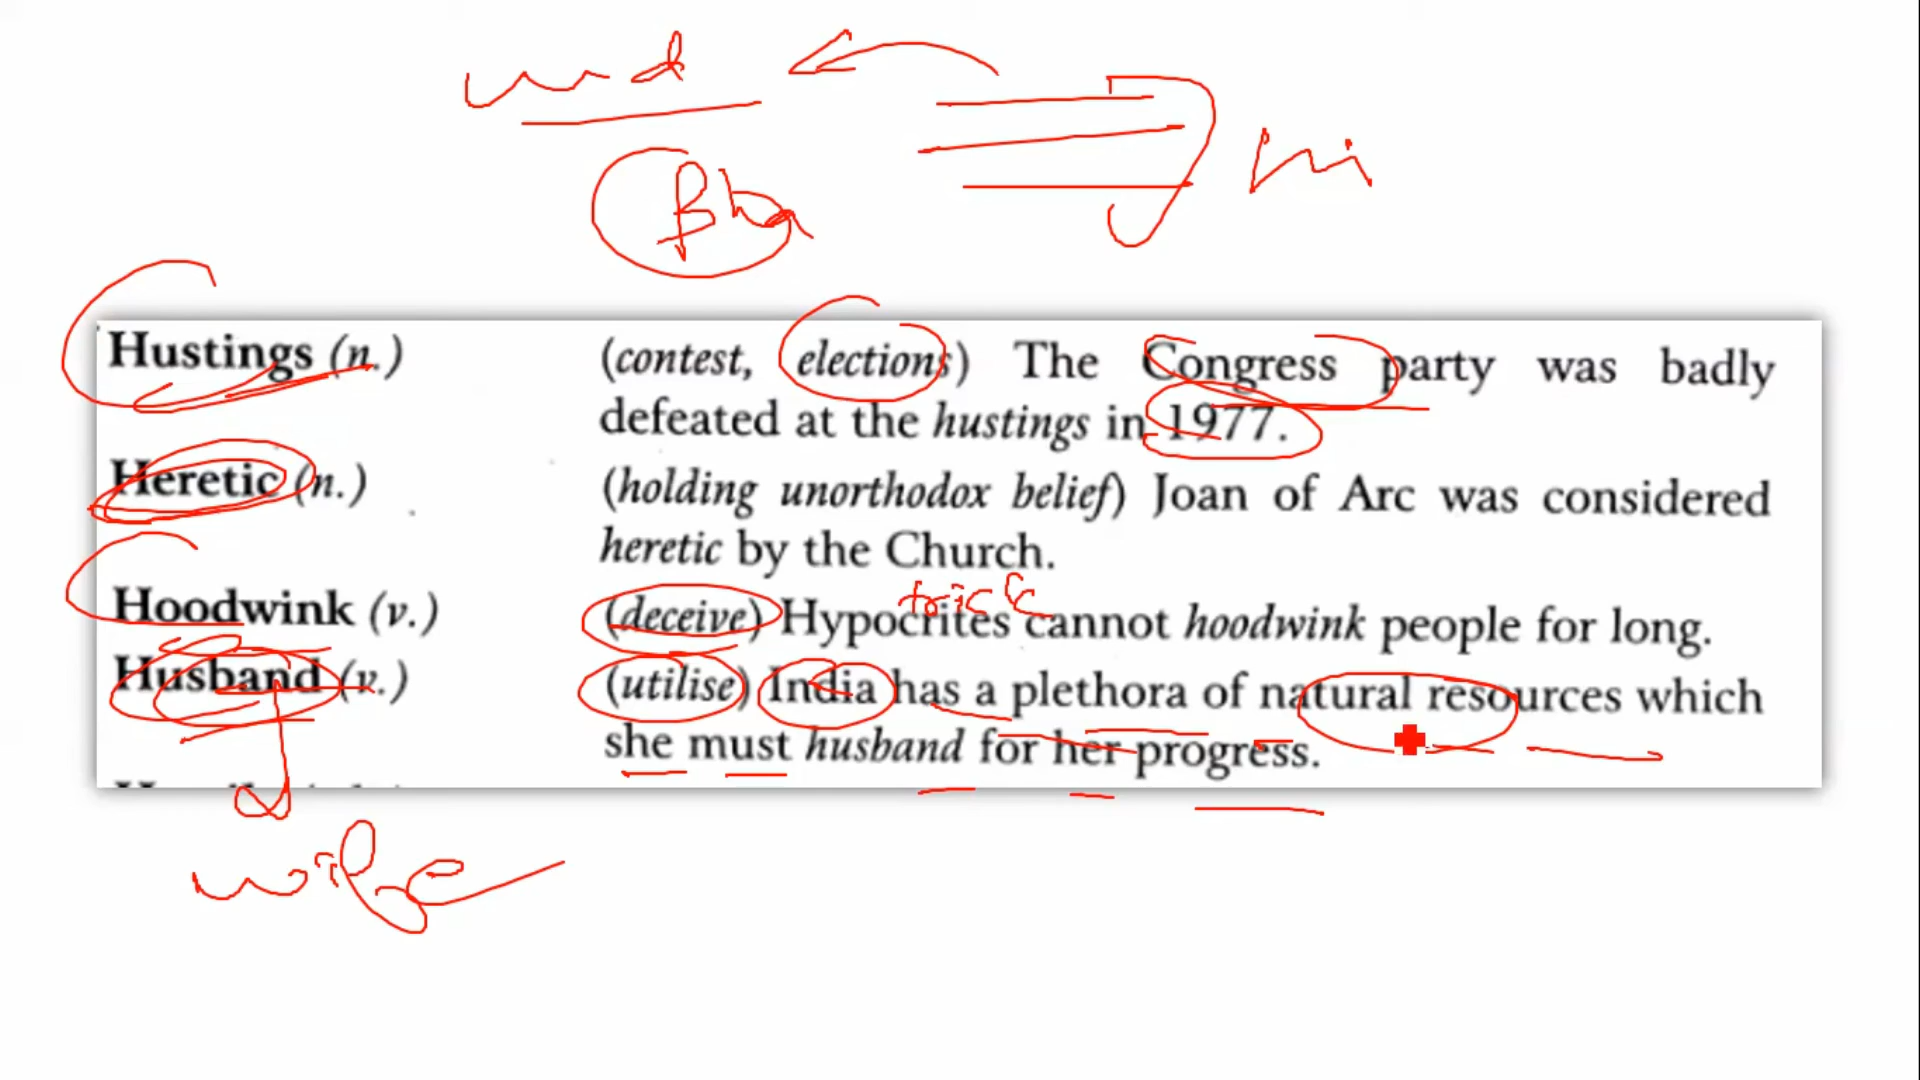 Hustings (n.) (contest, elections) The Congress party was badly
defeated at the hustings in 1977.
Heretic (n.) (holding unorthodox belief) Joan of Arc was considered
heretic by the Church.
trick
Hoodwink (v.) (deceive) Hypocrites cannot hoodwink people for long.
Husband (v.) (utilise) India has a plethora of natural resources which
she must husband for her progress.
wife